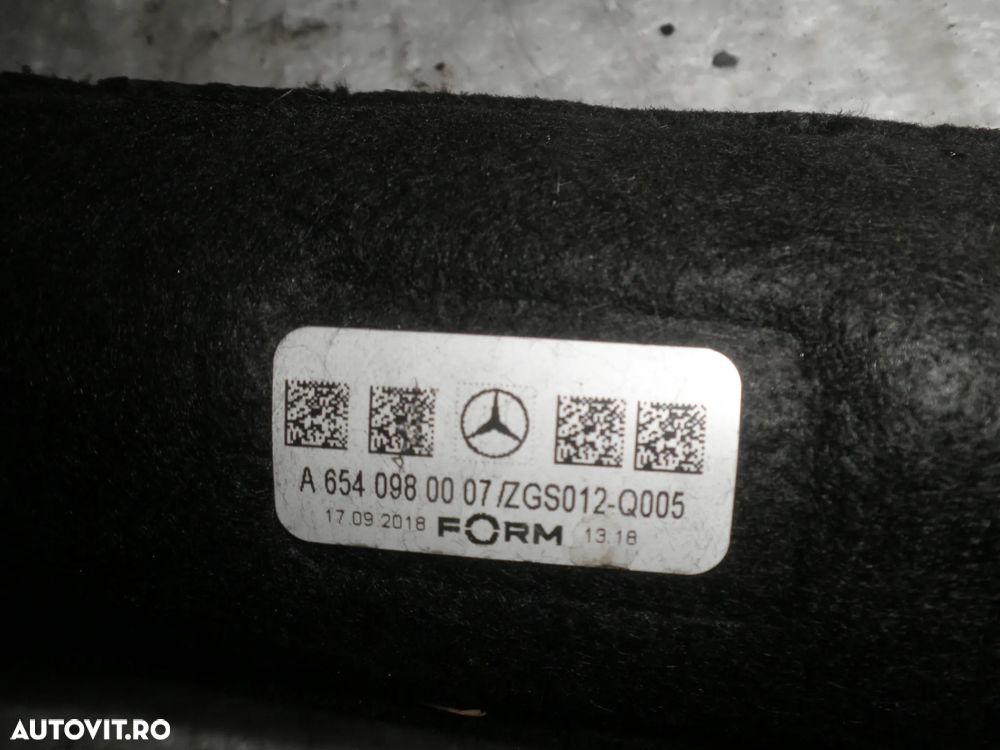 A 654 098 00 07/ZGS012-Q005
17.09.2018 FORM 13.18
AUTOVIT.RO